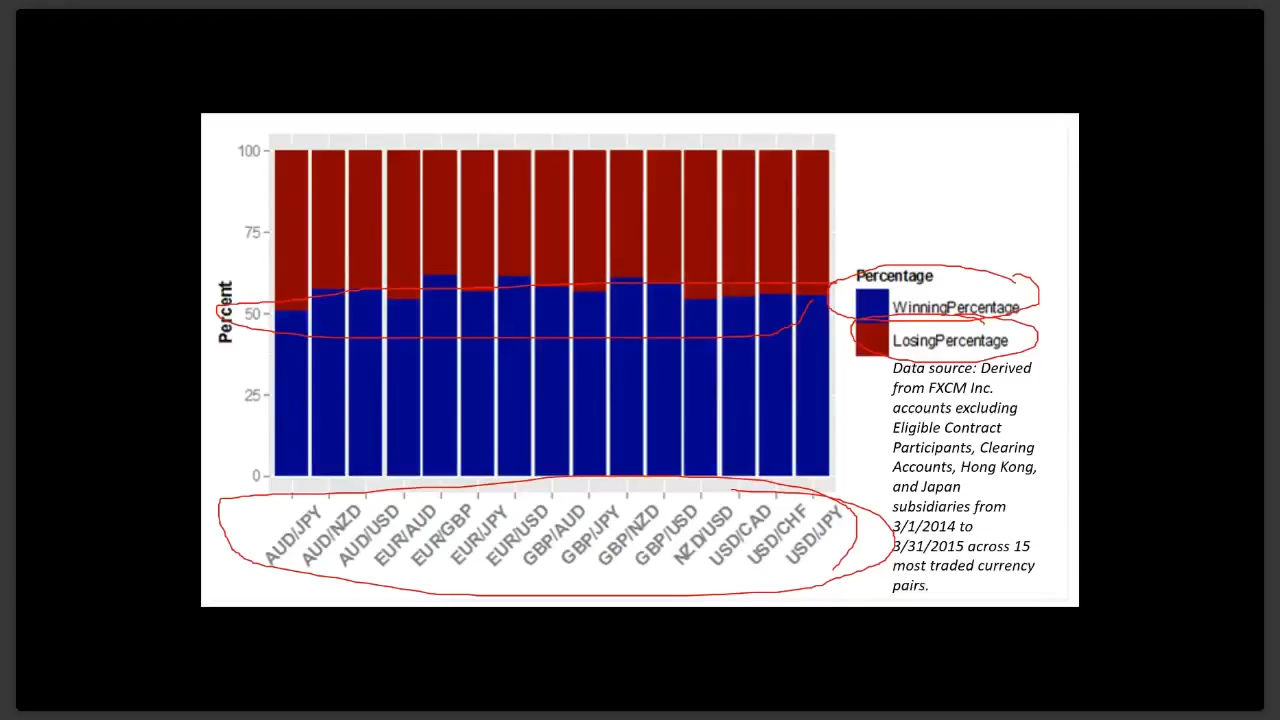 100
75
50
25
0
Percent
AUD/JPY
AUD/NZD
AUD/USD
EUR/AUD
EUR/GBP
EUR/JPY
EUR/USD
GBP/AUD
GBP/JPY
GBP/NZD
GBP/USD
NZD/USD
USD/CAD
USD/CHF
USD/JPY
Percentage
WinningPercentage
LosingPercentage
Data source: Derived
from FXCM Inc.
accounts excluding
Eligible Contract
Participants, Clearing
Accounts, Hong Kong,
and Japan
subsidiaries from
3/1/2014 to
3/31/2015 across 15
most traded currency
pairs.